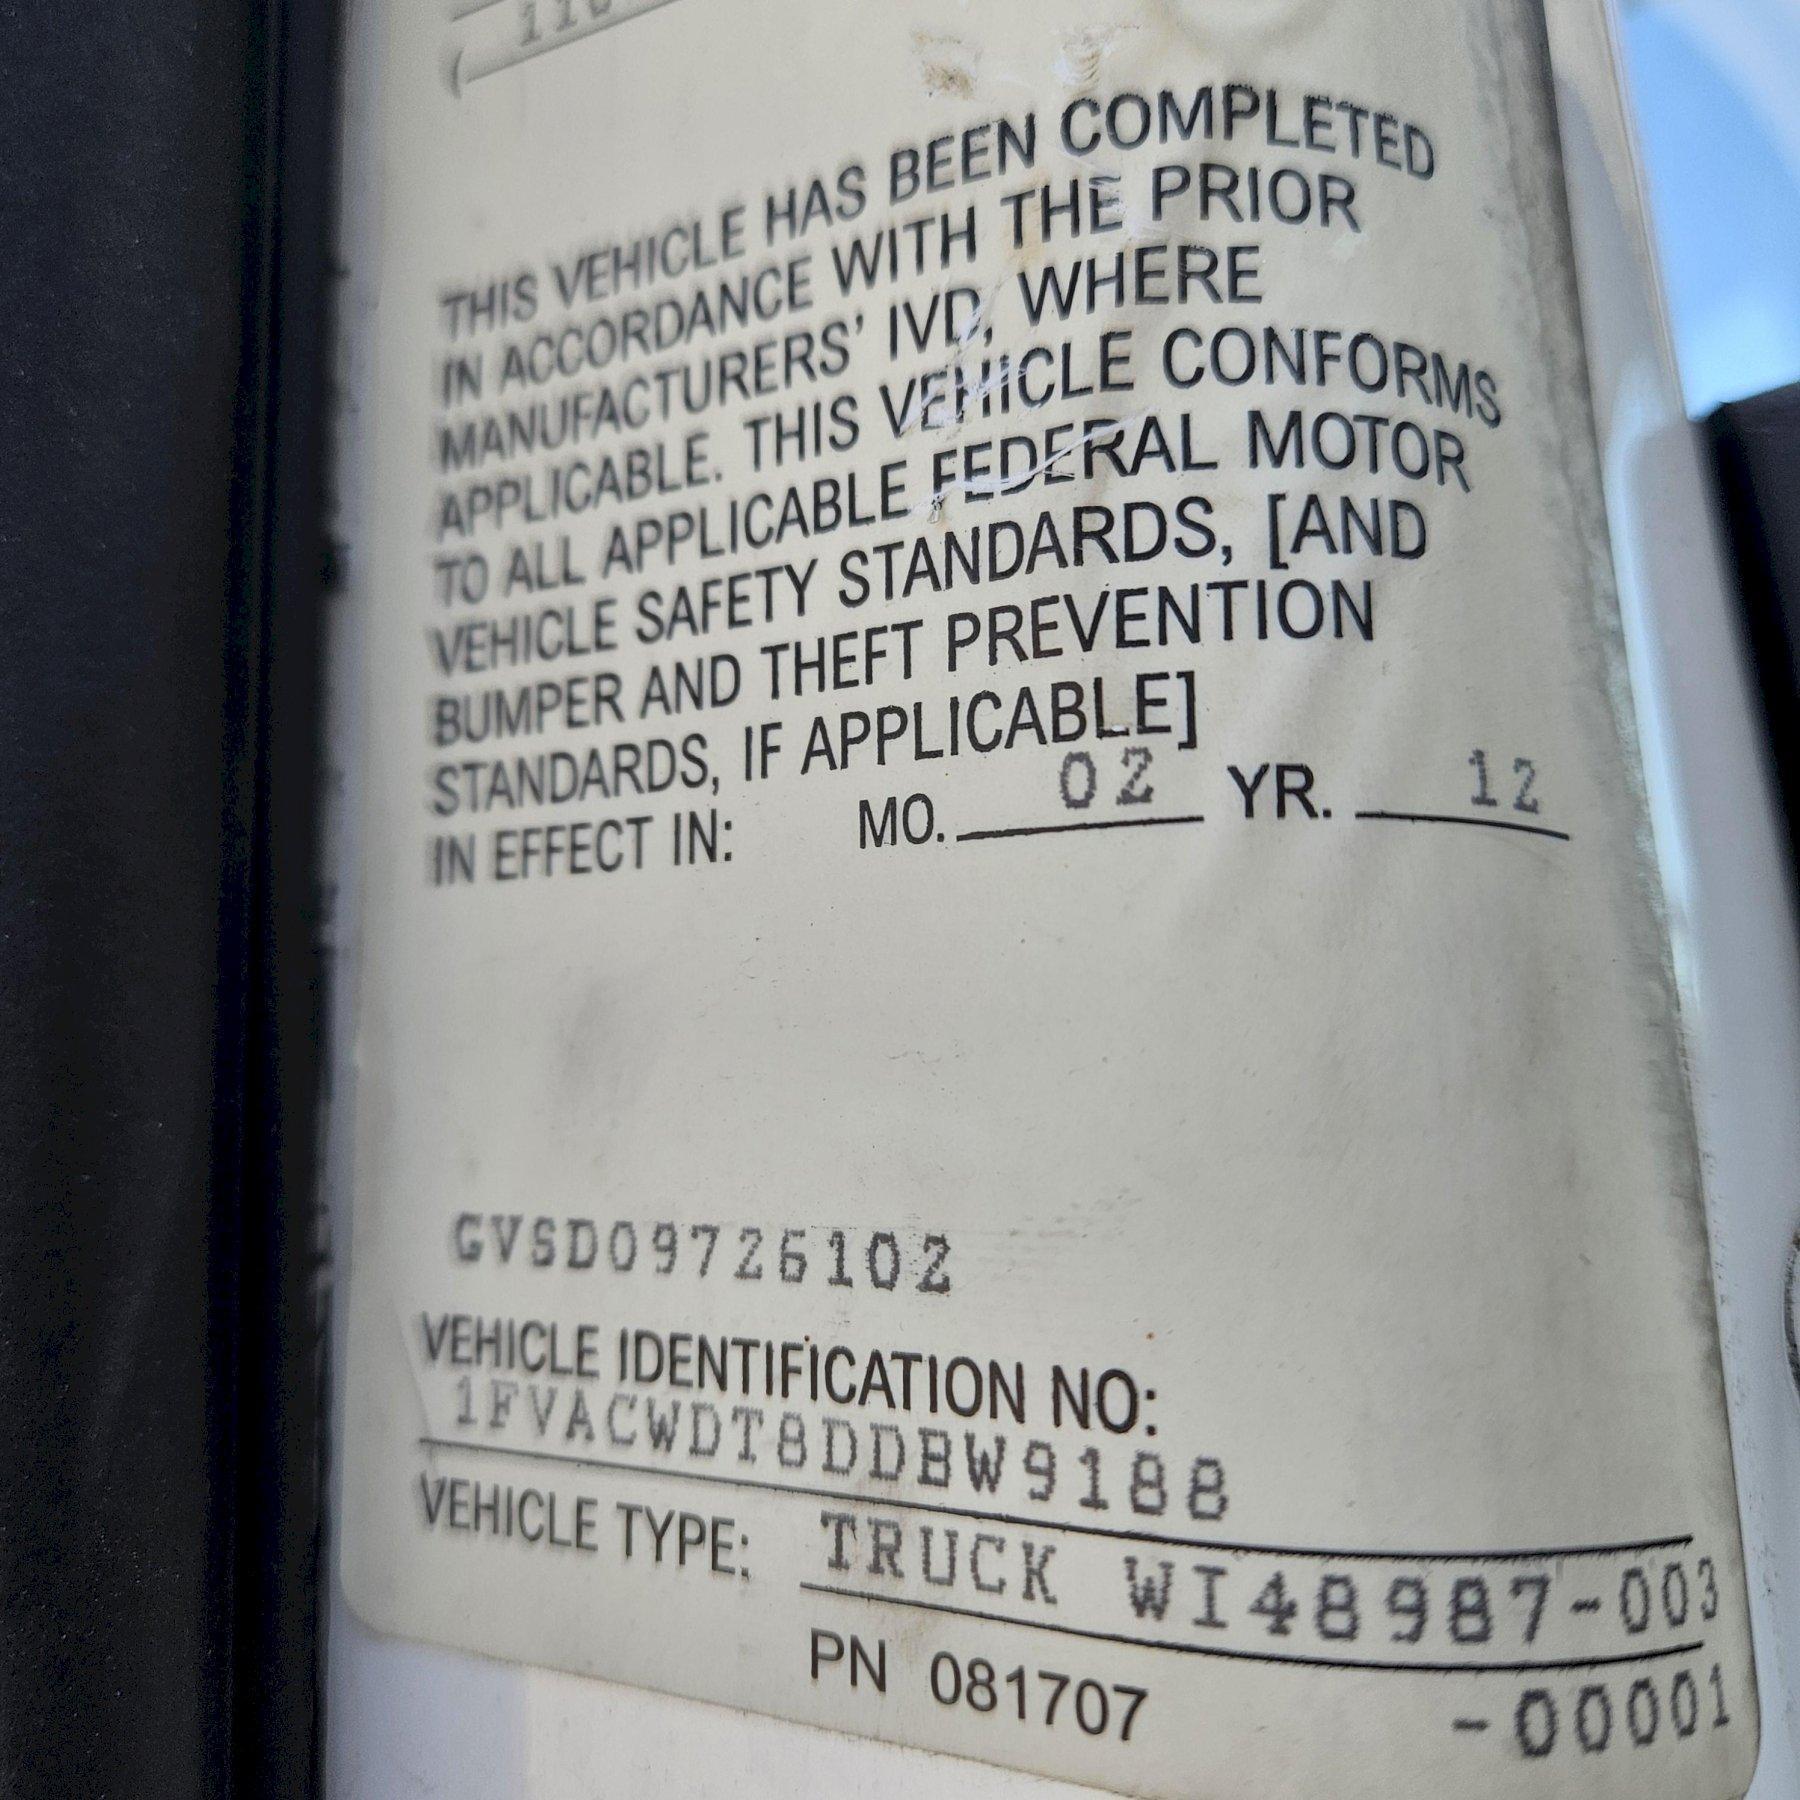 THIS VEHICLE HAS BEEN COMPLETED
IN ACCORDANCE WITH THE PRIOR
MANUFACTURERS' IVD, WHERE
APPLICABLE. THIS VEHICLE CONFORMS
TO ALL APPLICABLE FEDERAL MOTOR
VEHICLE SAFETY STANDARDS, [AND
BUMPER AND THEFT PREVENTION
STANDARDS, IF APPLICABLE]
IN EFFECT IN: MO. 02 YR. 12
GVSD09726102
VEHICLE IDENTIFICATION NO:
1FVACWDT8DDBW9188
VEHICLE TYPE: TRUCK WI48987-003
PN 081707 -00001